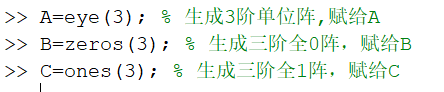 >> A=eye(3); % 生成3阶单位阵,赋给A
>> B=zeros(3); % 生成三阶全0阵，赋给B
>> C=ones(3); % 生成三阶全1阵，赋给C